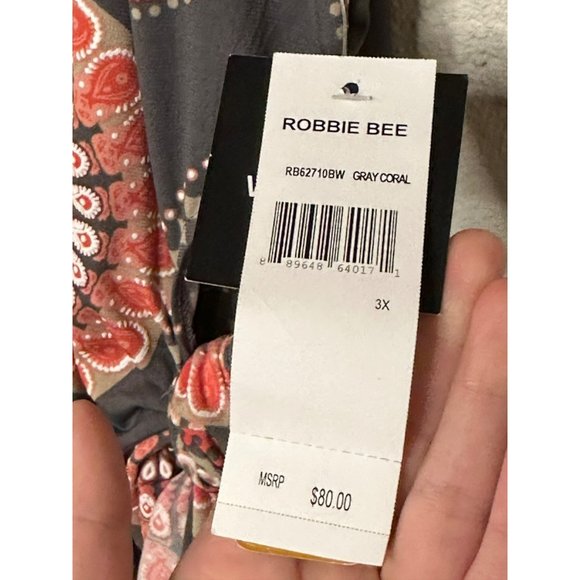 ROBBIE BEE
RB62710BW GRAY CORAL
8 89648 64017 1
3X
MSRP $80.00